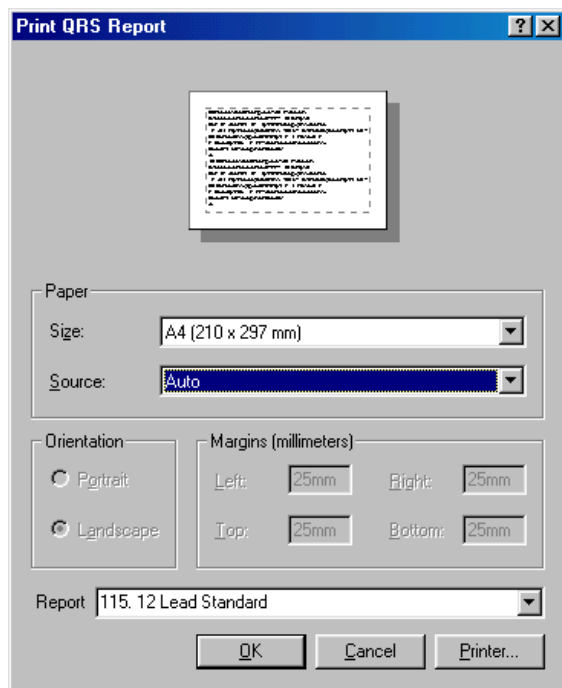 Print QRS Report
Paper
Size: A4 (210 x 297 mm)
Source: Auto
Orientation
Portrait
Landscape
Margins (millimeters)
Left: 25mm Right: 25mm
Top: 25mm Bottom: 25mm
Report 115. 12 Lead Standard
OK Cancel Printer...